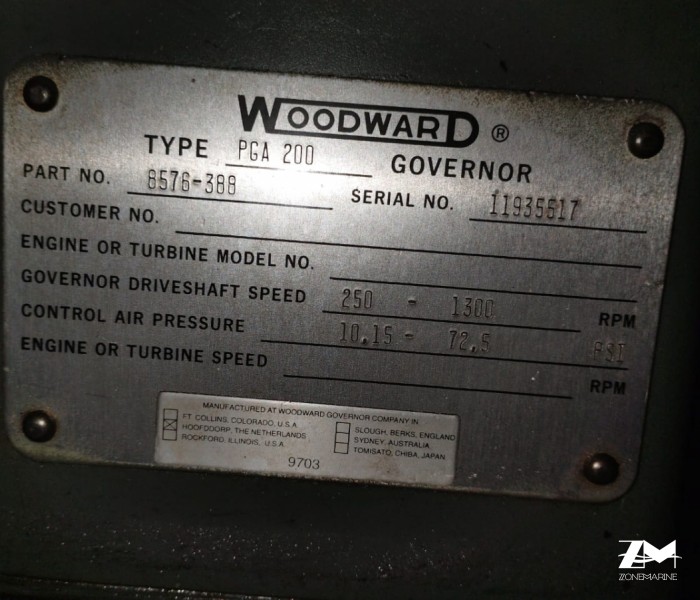 WOODWARD ®
TYPE PGA 200 GOVERNOR
PART NO. 8576-388 SERIAL NO. 11935617
CUSTOMER NO.
ENGINE OR TURBINE MODEL NO.
GOVERNOR DRIVESHAFT SPEED 250 - 1300 RPM
CONTROL AIR PRESSURE 10,15 - 72,5 PSI
ENGINE OR TURBINE SPEED RPM
MANUFACTURED AT WOODWARD GOVERNOR COMPANY IN
FT. COLLINS, COLORADO, U.S.A. SLOUGH, BERKS, ENGLAND
HOOFDDORP, THE NETHERLANDS SYDNEY, AUSTRALIA
ROCKFORD, ILLINOIS, U.S.A. TOMISATO, CHIBA, JAPAN
9703
ZM
ZONEMARINE